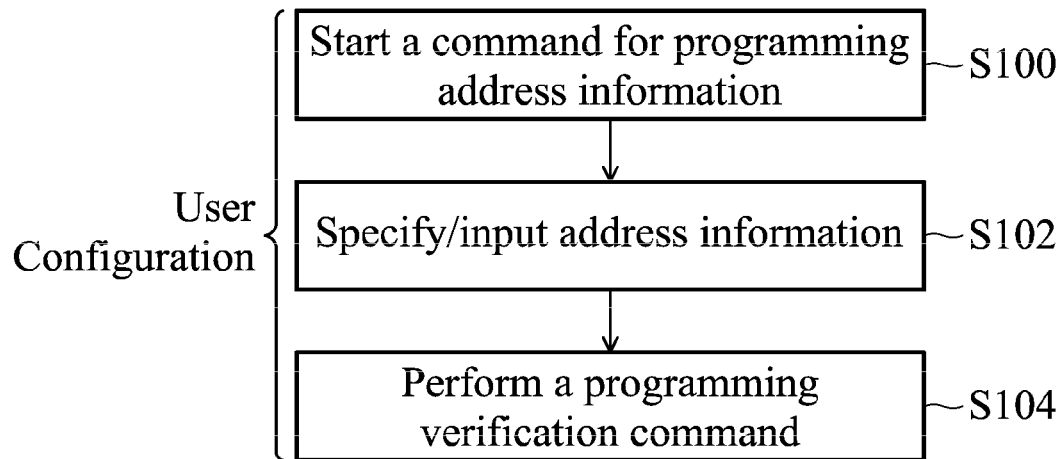 Start a command for programming
address information
S100
User
Configuration
Specify/input address information
S102
Perform a programming
verification command
S104